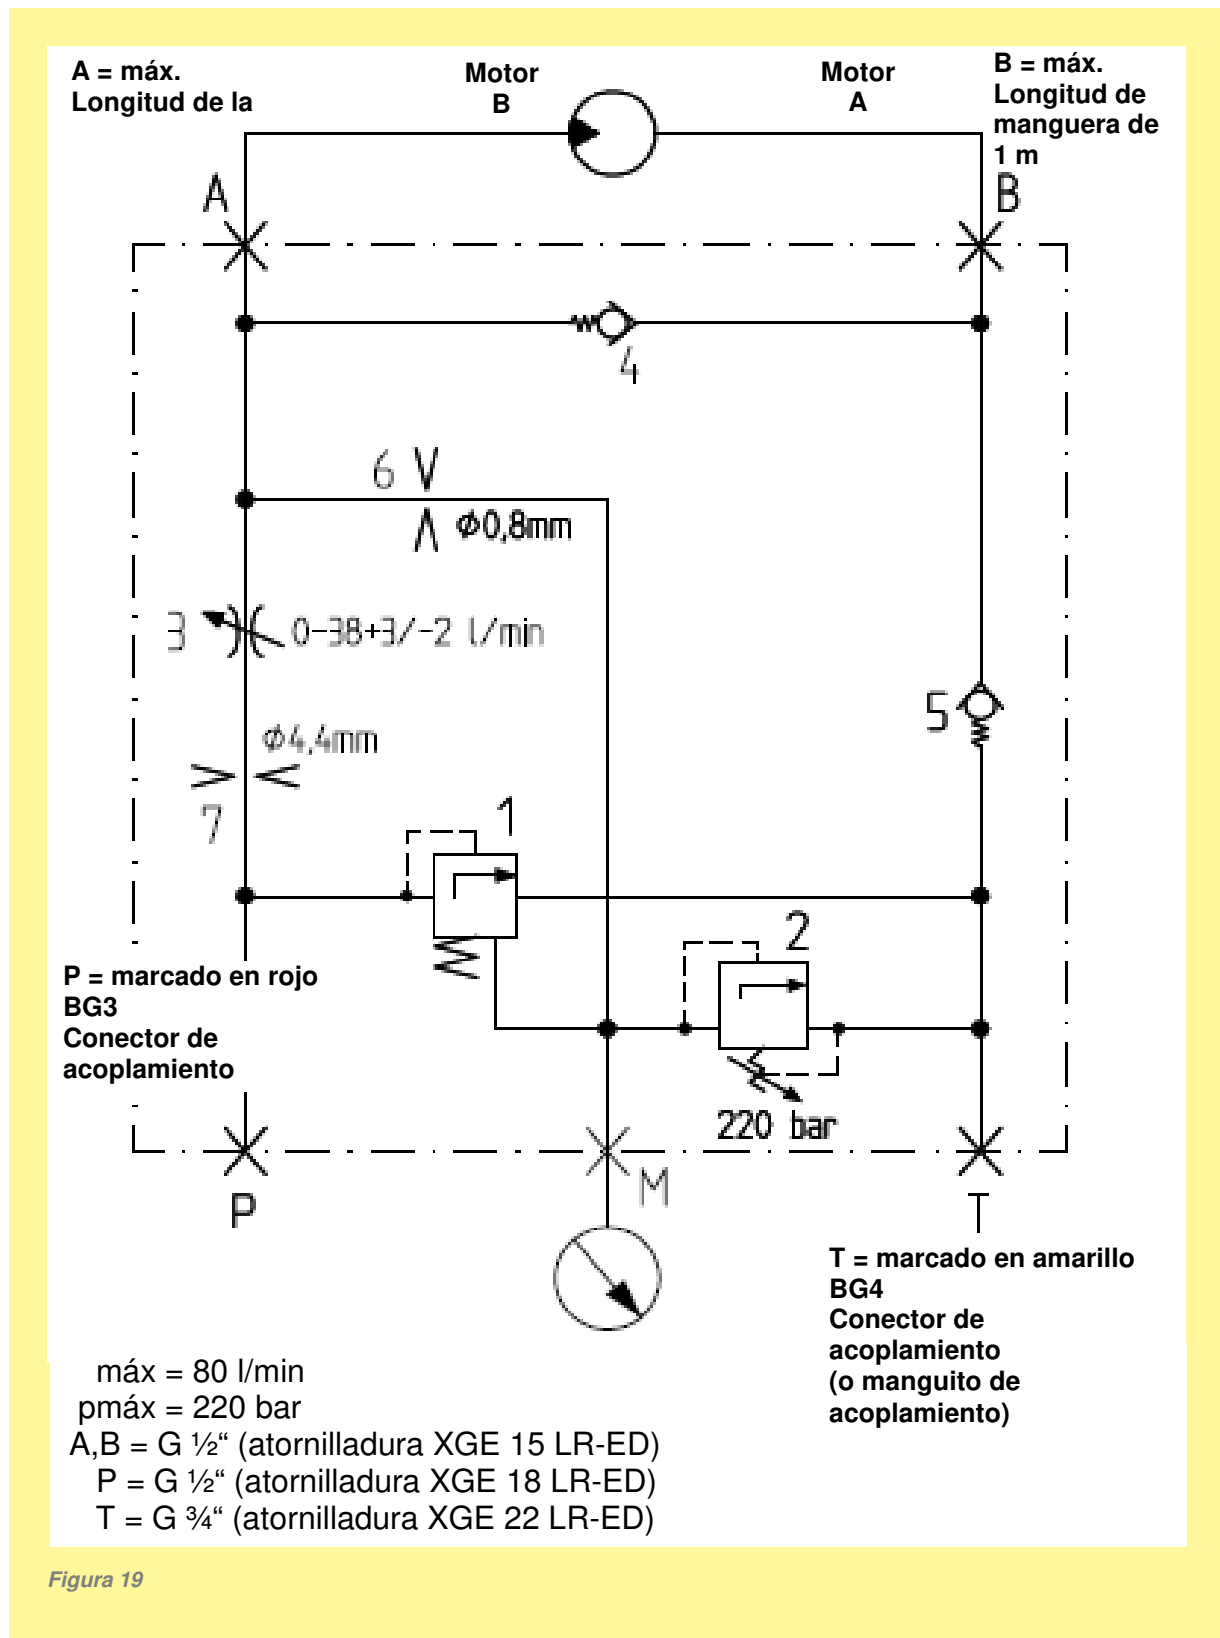 A = máx.
Longitud de la
Motor
B
Motor
A
B = máx.
Longitud de
manguera de
1 m
A
B
4
6
Φ0,8mm
3
0-38+3/-2 l/min
5
Φ4,4mm
7
1
2
P = marcado en rojo
BG3
Conector de
acoplamiento
220 bar
P
M
T
T = marcado en amarillo
BG4
Conector de
acoplamiento
(o manguito de
acoplamiento)
máx = 80 l/min
pmáx = 220 bar
A,B = G ½“ (atornilladura XGE 15 LR-ED)
P = G ½“ (atornilladura XGE 18 LR-ED)
T = G ¾“ (atornilladura XGE 22 LR-ED)
Figura 19